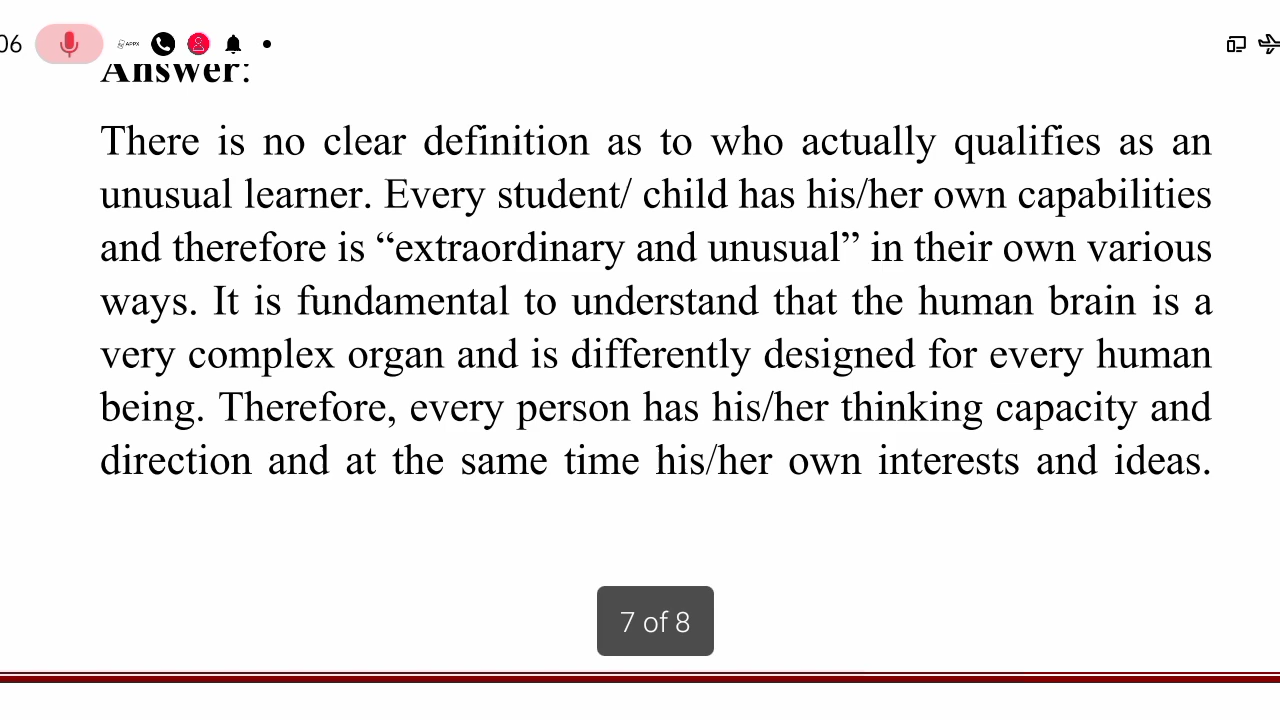 06
APPX
Answer:
There is no clear definition as to who actually qualifies as an
unusual learner. Every student/ child has his/her own capabilities
and therefore is “extraordinary and unusual” in their own various
ways. It is fundamental to understand that the human brain is a
very complex organ and is differently designed for every human
being. Therefore, every person has his/her thinking capacity and
direction and at the same time his/her own interests and ideas.
7 of 8